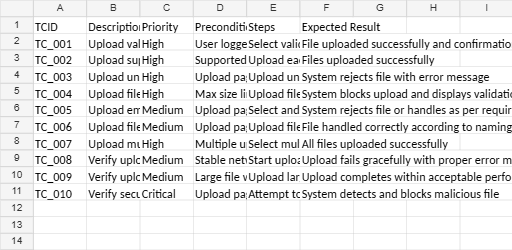 A B C D E F G H I
1 TCID Description Priority Preconditi Steps Expected Result
2 TC_001 Upload val High User logge Select vali File uploaded successfully and confirmatio
3 TC_002 Upload su High Supported Upload ea Files uploaded successfully
4 TC_003 Upload un High Upload pa Upload un System rejects file with error message
5 TC_004 Upload file High Max size li Upload file System blocks upload and displays validati
6 TC_005 Upload em Medium Upload pa Select and System rejects file or handles as per requir
7 TC_006 Upload file Medium Upload pa Upload file File handled correctly according to naming
8 TC_007 Upload mu High Multiple u Select mul All files uploaded successfully
9 TC_008 Verify uplo Medium Stable net Start uploa Upload fails gracefully with proper error m
10 TC_009 Verify uplo Medium Large file v Upload lar Upload completes within acceptable perfo
11 TC_010 Verify secu Critical Upload pa Attempt to System detects and blocks malicious file
12
13
14